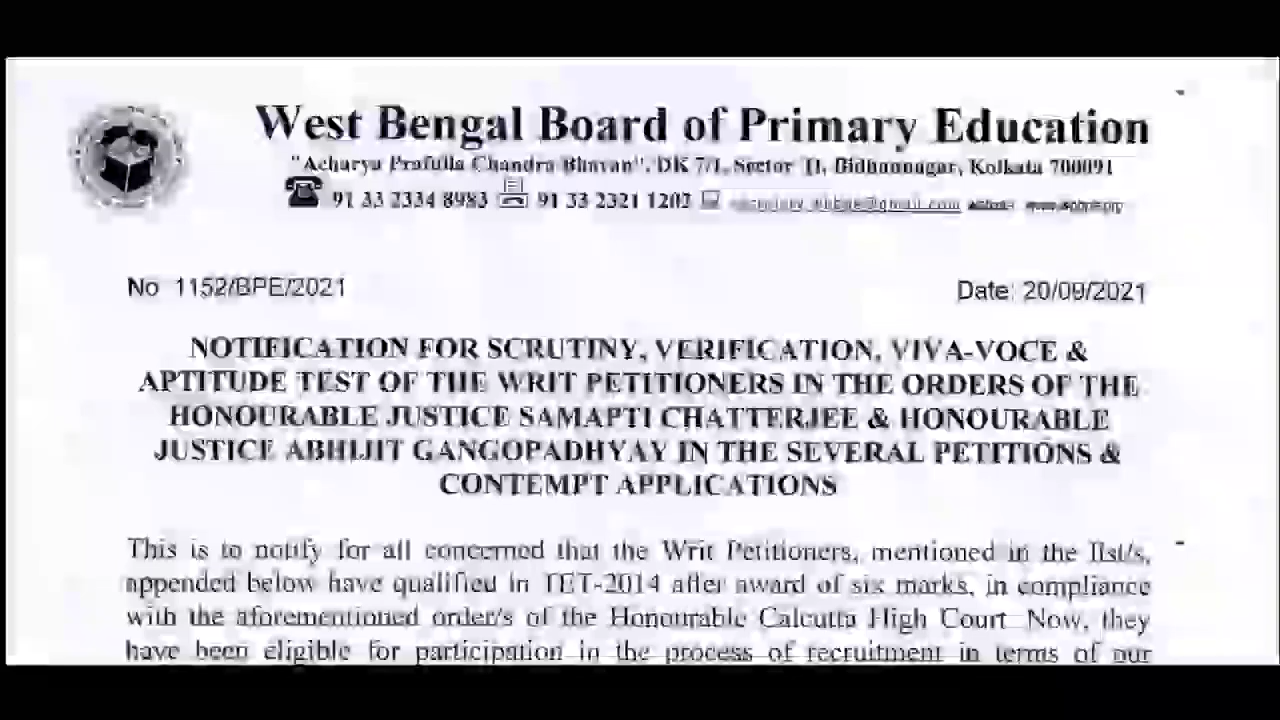 West Bengal Board of Primary Education
"Acharya Prafulla Chandra Bhavan", DK 7/1, Sector II, Bidhannagar, Kolkata 700091
91 33 2334 8983 91 33 2321 1202
No 1152/BPE/2021
Date: 20/09/2021
NOTIFICATION FOR SCRUTINY, VERIFICATION, VIVA-VOCE &
APTITUDE TEST OF THE WRIT PETITIONERS IN THE ORDERS OF THE
HONOURABLE JUSTICE SAMAPTI CHATTERJEE & HONOURABLE
JUSTICE ABHIJIT GANGOPADHYAY IN THE SEVERAL PETITIONS &
CONTEMPT APPLICATIONS
This is to notify for all concerned that the Writ Petitioners, mentioned in the list/s,
appended below have qualified in TET-2014 after award of six marks, in compliance
with the aforementioned order/s of the Honourable Calcutta High Court Now, they
have been eligible for participation in the process of recruitment in terms of our